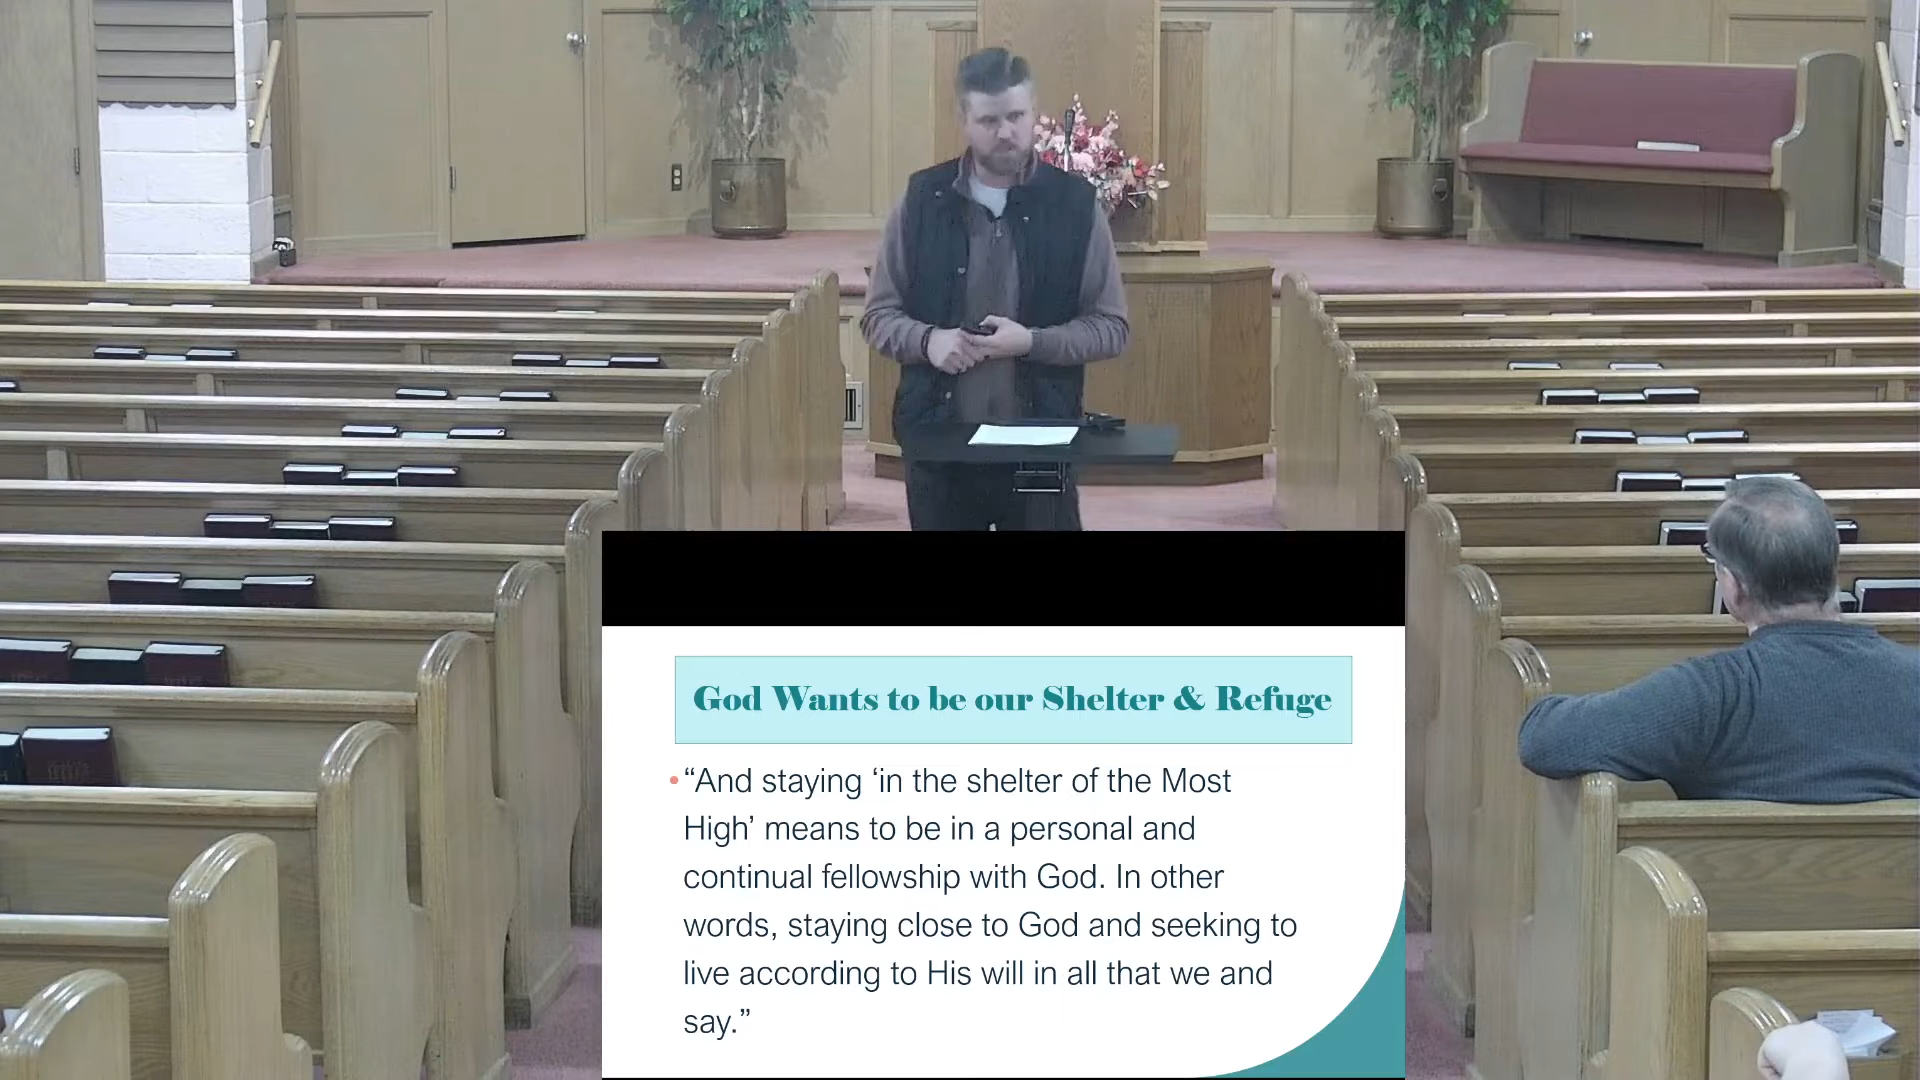 God Wants to be our Shelter & Refuge
“And staying ‘in the shelter of the Most
High’ means to be in a personal and
continual fellowship with God. In other
words, staying close to God and seeking to
live according to His will in all that we and
say.”